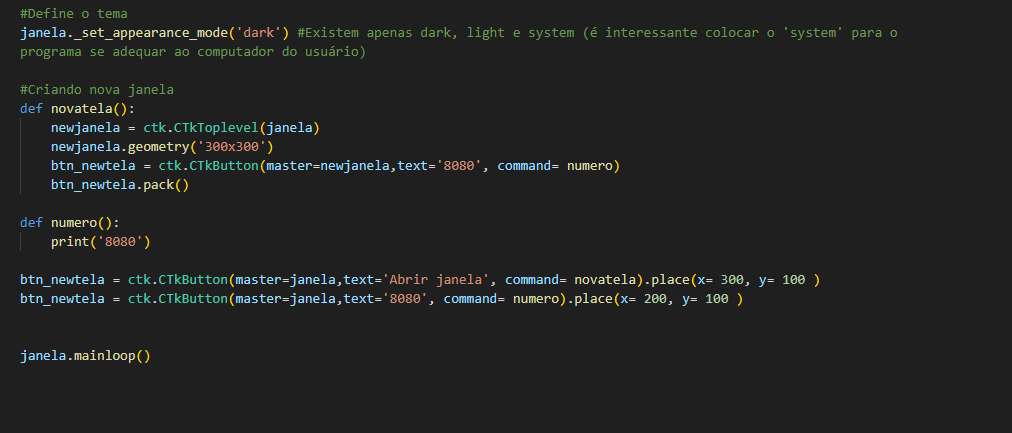 #Define o tema
janela._set_appearance_mode('dark') #Existem apenas dark, light e system (é interessante colocar o 'system' para o
programa se adequar ao computador do usuário)
#Criando nova janela
def novatela():
    newjanela = ctk.CTkToplevel(janela)
    newjanela.geometry('300x300')
    btn_newtela = ctk.CTkButton(master=newjanela,text='8080', command= numero)
    btn_newtela.pack()
def numero():
    print('8080')
btn_newtela = ctk.CTkButton(master=janela,text='Abrir janela', command= novatela).place(x= 300, y= 100 )
btn_newtela = ctk.CTkButton(master=janela,text='8080', command= numero).place(x= 200, y= 100 )
janela.mainloop()